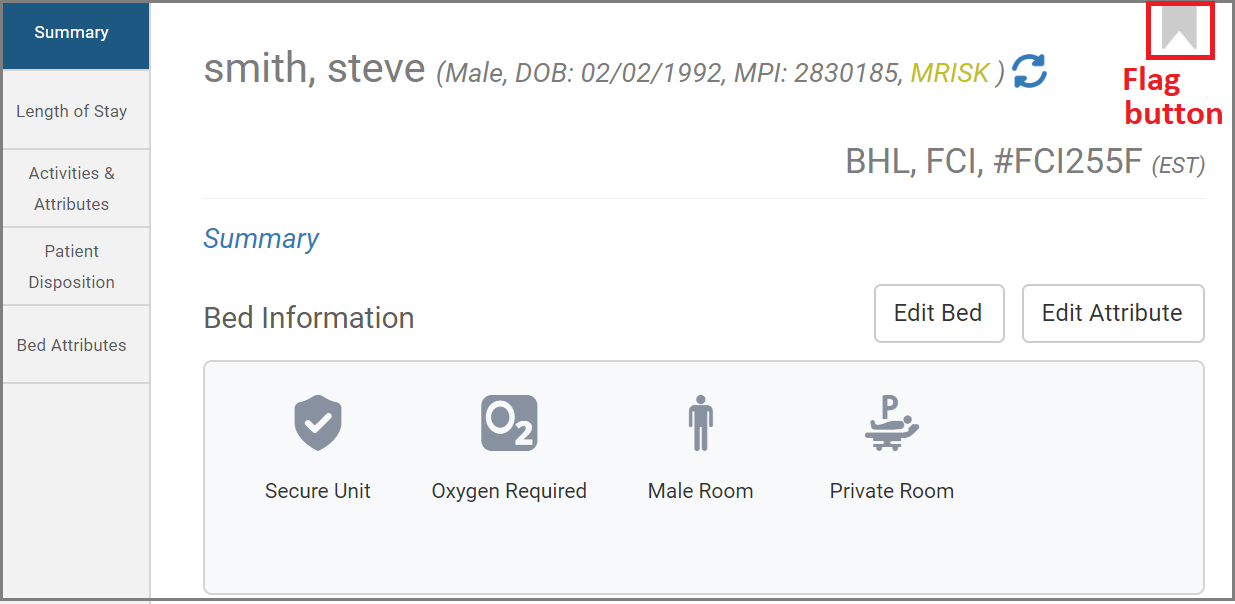 Summary
Length of Stay
Activities &
Attributes
Patient
Disposition
Bed Attributes
Flag
button
smith, steve (Male, DOB: 02/02/1992, MPI: 2830185, MRISK )
BHL, FCI, #FCI255F (EST)
Summary
Bed Information
Edit Bed
Edit Attribute
O2
P
Secure Unit
Oxygen Required
Male Room
Private Room